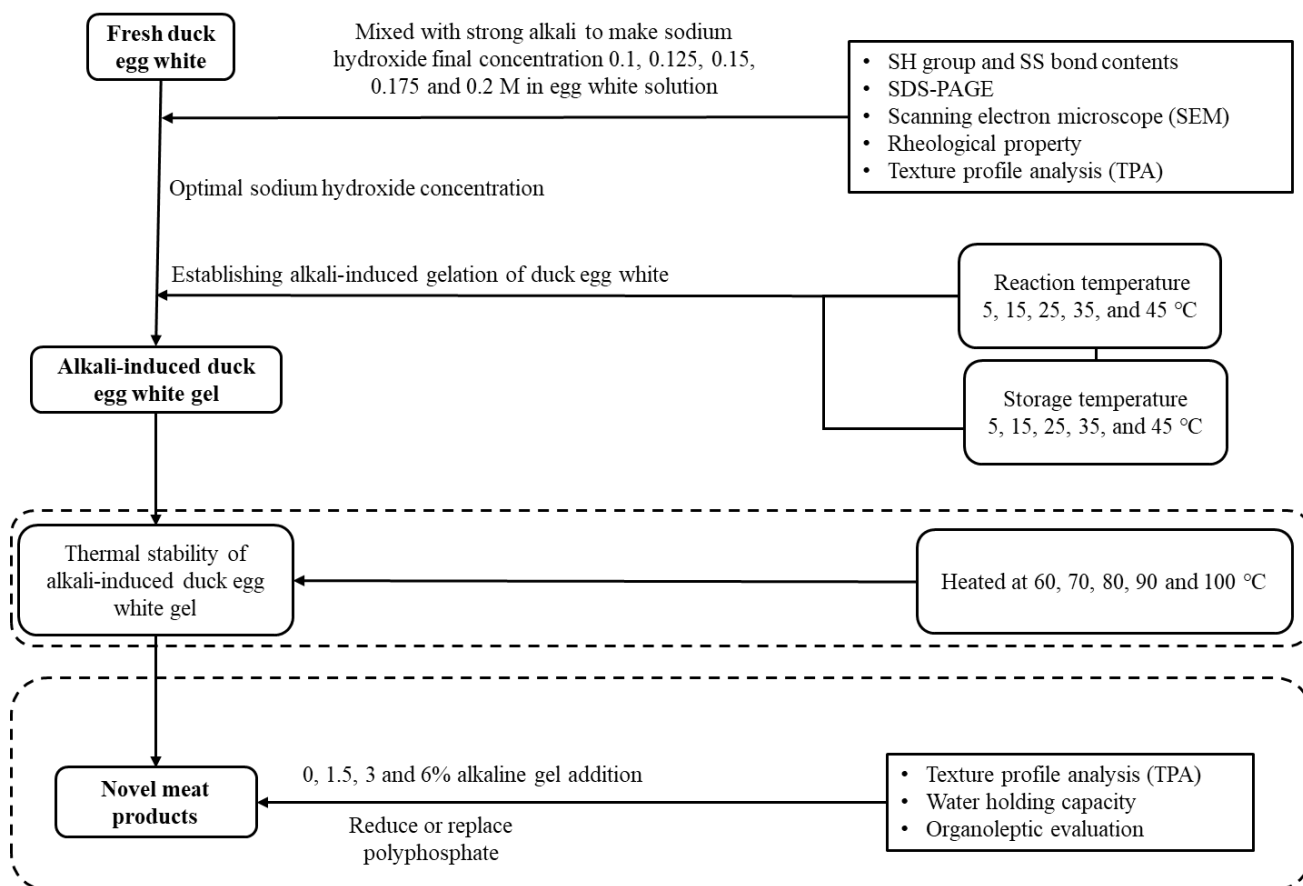 Fresh duck
egg white
Mixed with strong alkali to make sodium
hydroxide final concentration 0.1, 0.125, 0.15,
0.175 and 0.2 M in egg white solution
• SH group and SS bond contents
• SDS-PAGE
• Scanning electron microscope (SEM)
• Rheological property
• Texture profile analysis (TPA)
Optimal sodium hydroxide concentration
Establishing alkali-induced gelation of duck egg white
Reaction temperature
5, 15, 25, 35, and 45 ℃
Alkali-induced duck
egg white gel
Storage temperature
5, 15, 25, 35, and 45 ℃
Thermal stability of
alkali-induced duck egg
white gel
Heated at 60, 70, 80, 90 and 100 ℃
Novel meat
products
0, 1.5, 3 and 6% alkaline gel addition
Reduce or replace
polyphosphate
• Texture profile analysis (TPA)
• Water holding capacity
• Organoleptic evaluation